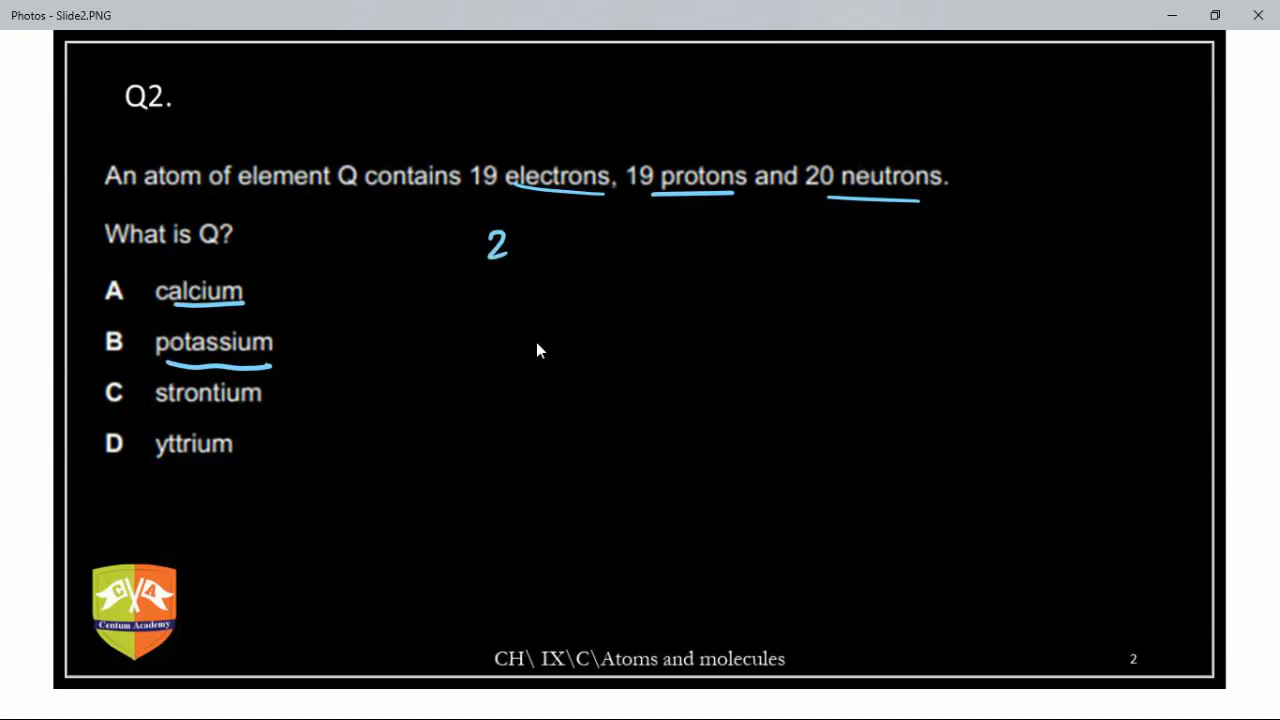 Photos - Slide2.PNG
Q2.
An atom of element Q contains 19 electrons, 19 protons and 20 neutrons.
What is Q?
2
A calcium
B potassium
C strontium
D yttrium
C A
Centum Academy
CH\ IX\C\Atoms and molecules
2